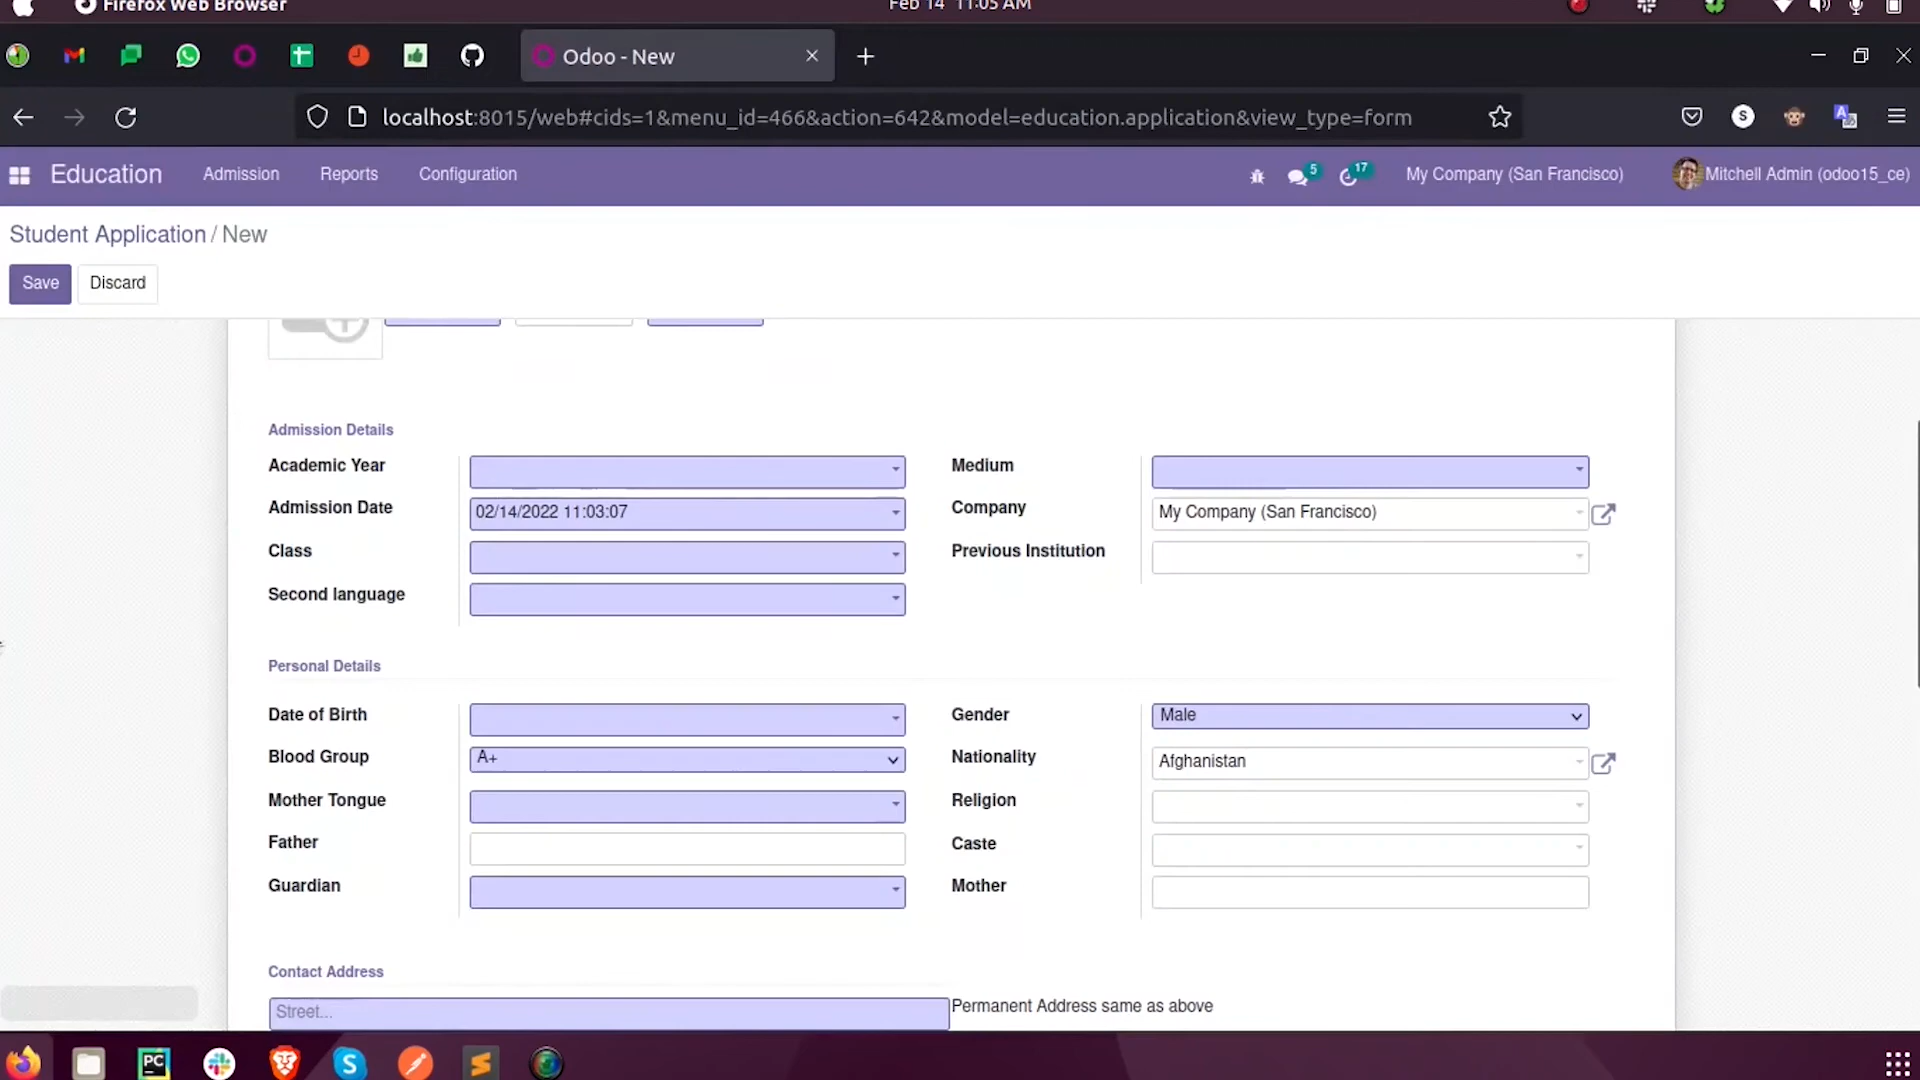 Firefox Web Browser
Feb 14 11:05 AM
Odoo - New
localhost:8015/web#cids=1&menu_id=466&action=642&model=education.application&view_type=form
S
Education
Admission
Reports
Configuration
5
17
My Company (San Francisco)
Mitchell Admin (odoo15_ce)
Student Application / New
Save
Discard
Admission Details
Academic Year
Medium
Admission Date
02/14/2022 11:03:07
Company
My Company (San Francisco)
Class
Previous Institution
Second language
Personal Details
Date of Birth
Gender
Male
Blood Group
A+
Nationality
Afghanistan
Mother Tongue
Religion
Father
Caste
Guardian
Mother
Contact Address
Street...
Permanent Address same as above
PC
S
S